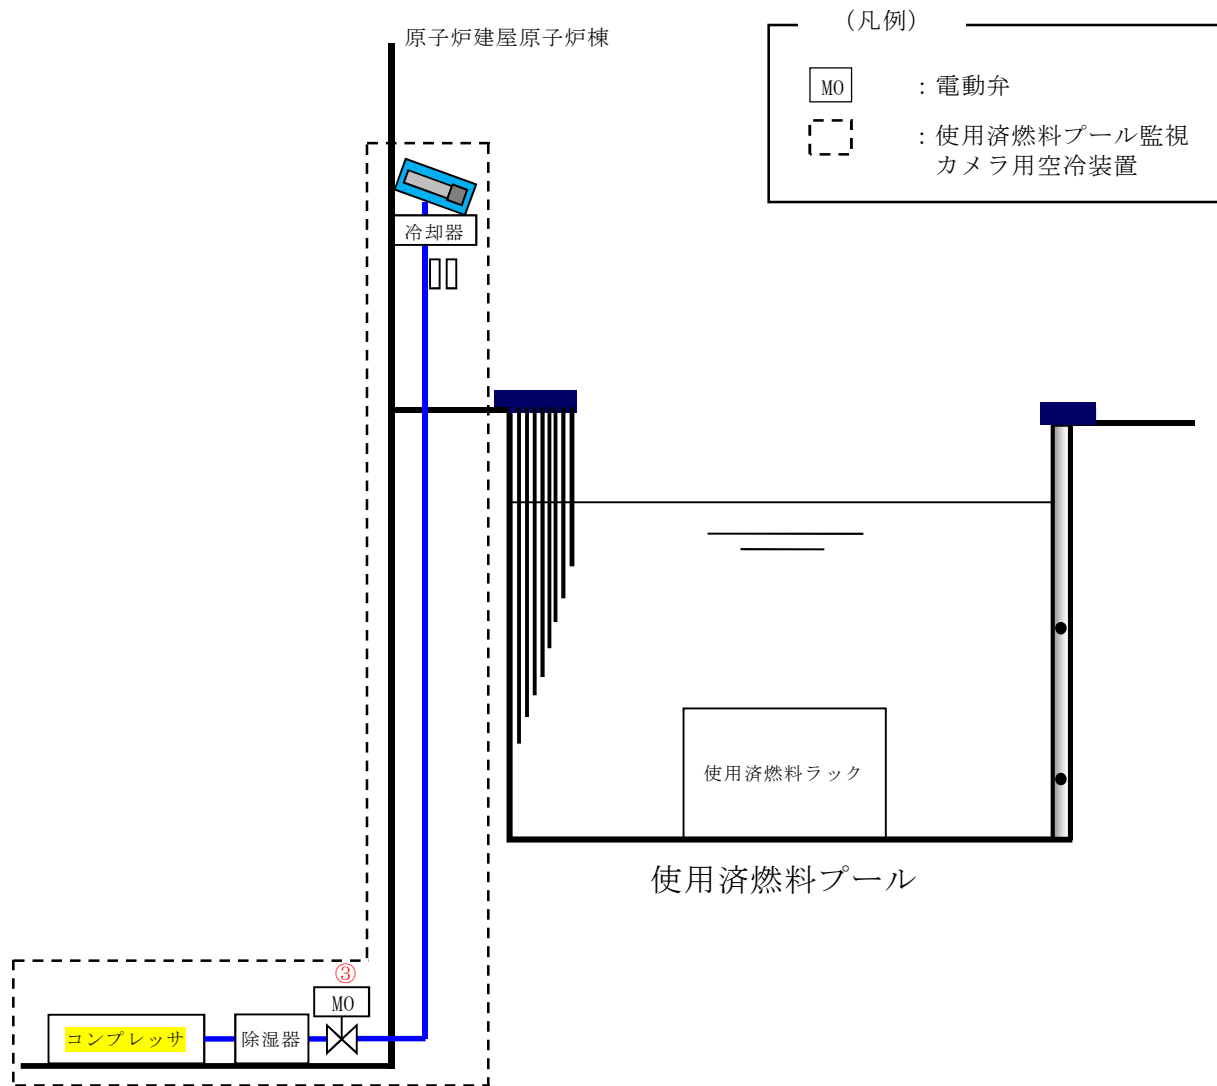 原子炉建屋原子炉棟
（凡例）
MO ：電動弁
：使用済燃料プール監視
カメラ用空冷装置
冷却器
使用済燃料ラック
使用済燃料プール
③
MO
コンプレッサ
除湿器